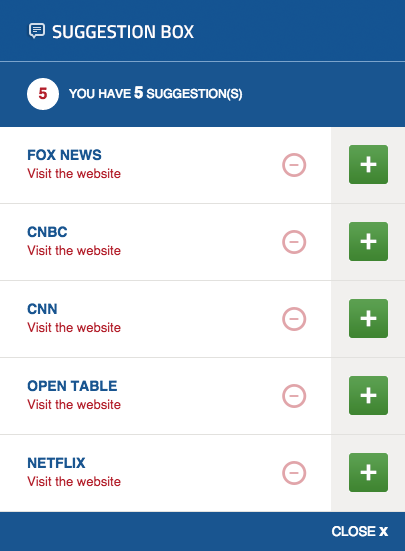 SUGGESTION BOX
5 YOU HAVE 5 SUGGESTION(S)
FOX NEWS
Visit the website
CNBC
Visit the website
CNN
Visit the website
OPEN TABLE
Visit the website
NETFLIX
Visit the website
CLOSE X